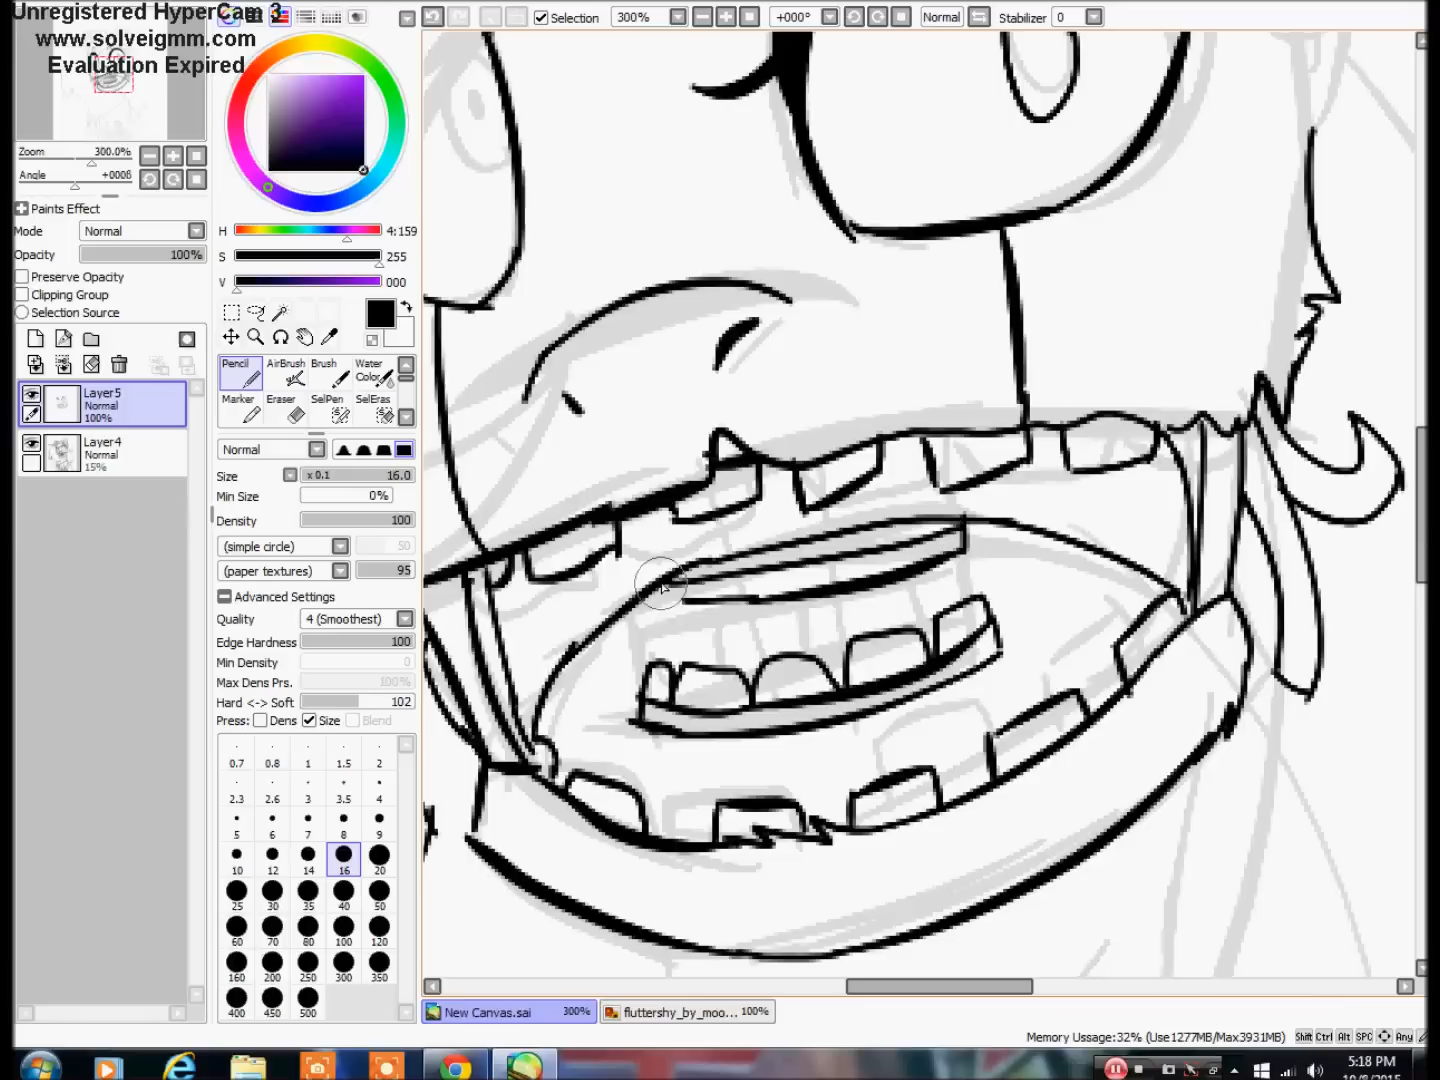 Unregistered HyperCam 3
www.solveigmm.com
Evaluation Expired
Selection
300%
+000°
Normal
Stabilizer 0
Zoom 300.0%
Angle
Paints Effect
Mode Normal
Opacity 100%
Preserve Opacity
Clipping Group
Selection Source
Layer5
Normal
100%
Layer4
Normal
15%
H 4:159
S 255
V 000
Pencil AirBrush Brush Water Color
Marker Eraser SelPen SelEras
Normal
Size x 0.1 16.0
Min Size 0%
Density 100
(simple circle) 50
(paper textures) 95
Advanced Settings
Quality 4 (Smoothest)
Edge Hardness 100
Min Density 0
Max Dens Prs. 100%
Hard <-> Soft 102
Press: Dens Size Blend
0.7 0.8 1 1.5 2
2.3 2.6 3 3.5 4
5 6 7 8 9
10 12 14 16 20
25 30 35 40 50
60 70 80 100 120
160 200 250 300 350
400 450 500
New Canvas.sai 300%
fluttershy_by_moo... 100%
Memory Usage:32% (Use1277MB/Max3931MB)
Shift Ctrl Alt SPC Any
5:18 PM